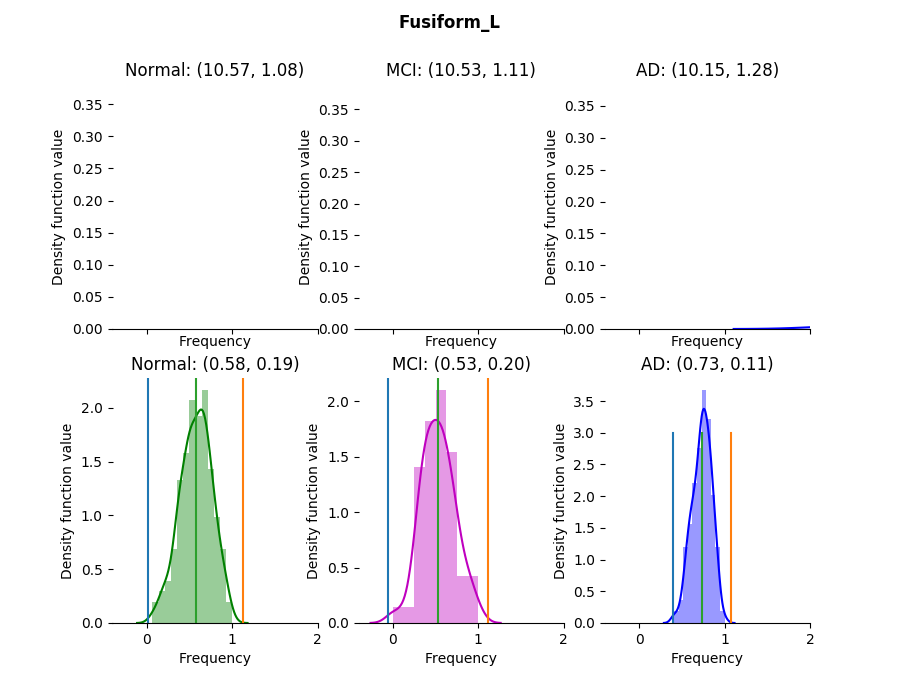 Fusiform_L
Normal: (10.57, 1.08)
Density function value
0.35
0.30
0.25
0.20
0.15
0.10
0.05
0.00
Frequency
MCI: (10.53, 1.11)
Density function value
0.35
0.30
0.25
0.20
0.15
0.10
0.05
0.00
Frequency
AD: (10.15, 1.28)
Density function value
0.35
0.30
0.25
0.20
0.15
0.10
0.05
0.00
Frequency
Normal: (0.58, 0.19)
Density function value
2.0
1.5
1.0
0.5
0.0
0 1 2
Frequency
MCI: (0.53, 0.20)
Density function value
2.0
1.5
1.0
0.5
0.0
0 1 2
Frequency
AD: (0.73, 0.11)
Density function value
3.5
3.0
2.5
2.0
1.5
1.0
0.5
0.0
0 1 2
Frequency